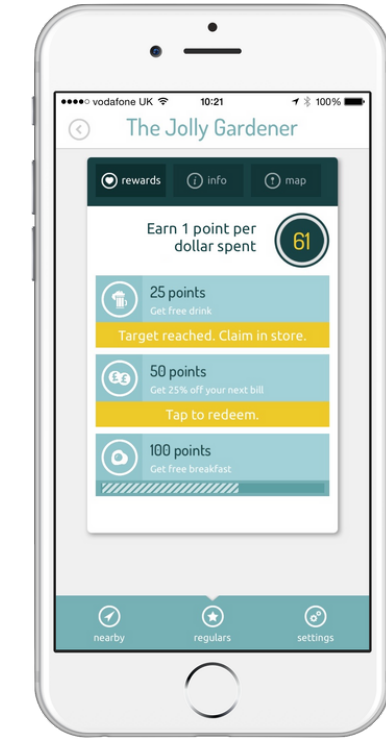 vodafone UK 10:21 100%
The Jolly Gardener
rewards i info map
Earn 1 point per
dollar spent
61
25 points
Get free drink
Target reached. Claim in store.
50 points
££
Get 25% off your next bill
Tap to redeem.
100 points
Get free breakfast
nearby regulars settings